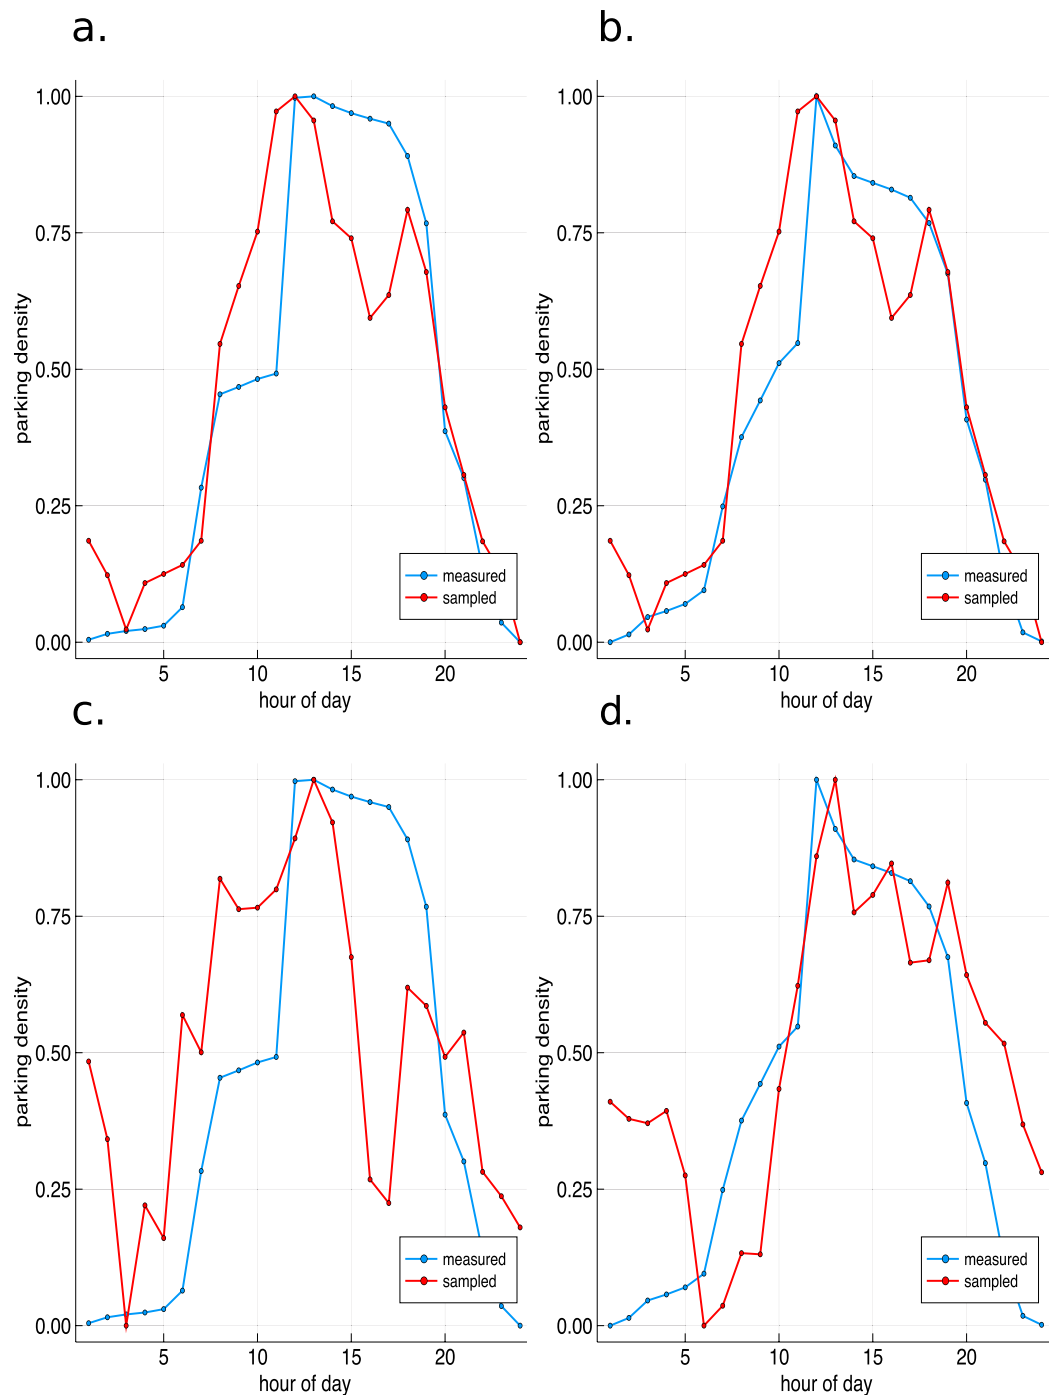 a.
1.00
0.75
0.50
0.25
0.00
parking density
5 10 15 20
hour of day
measured
sampled
b.
1.00
0.75
0.50
0.25
0.00
parking density
5 10 15 20
hour of day
measured
sampled
c.
1.00
0.75
0.50
0.25
0.00
parking density
5 10 15 20
hour of day
measured
sampled
d.
1.00
0.75
0.50
0.25
0.00
parking density
5 10 15 20
hour of day
measured
sampled